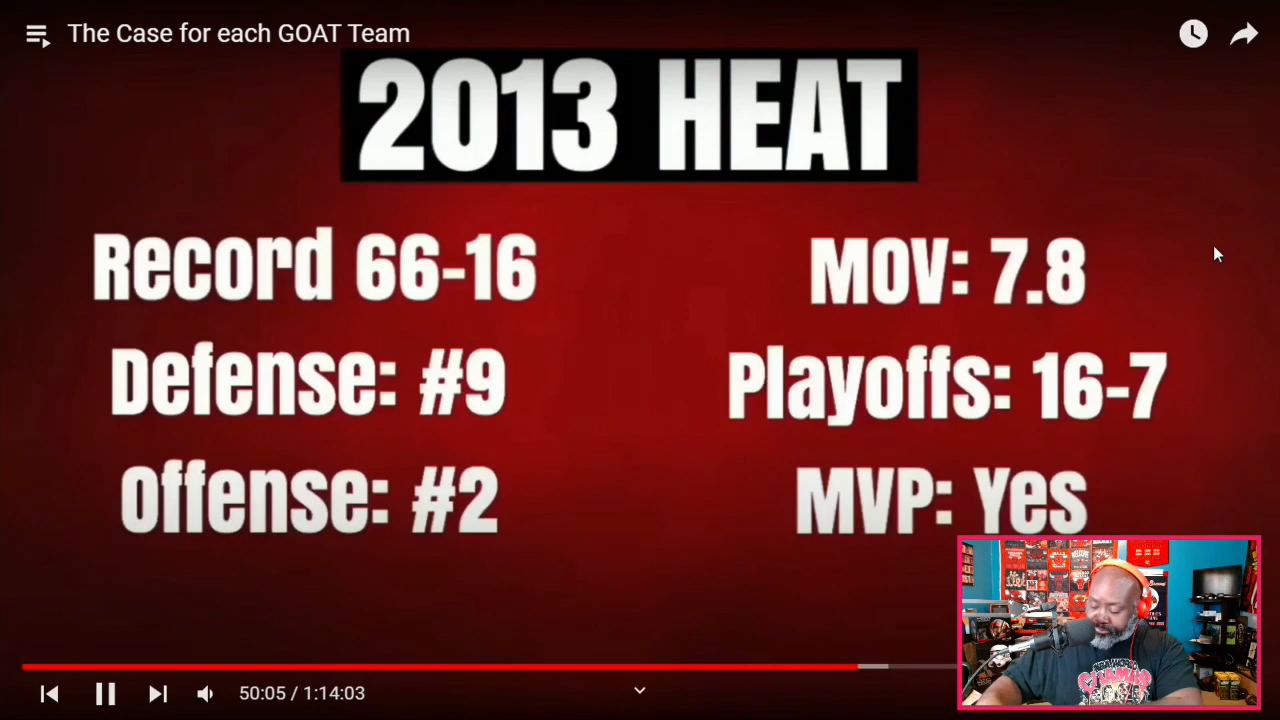 The Case for each GOAT Team
2013 HEAT
Record 66-16
MOV: 7.8
Defense: #9
Playoffs: 16-7
Offense: #2
MVP: Yes
50:05 / 1:14:03